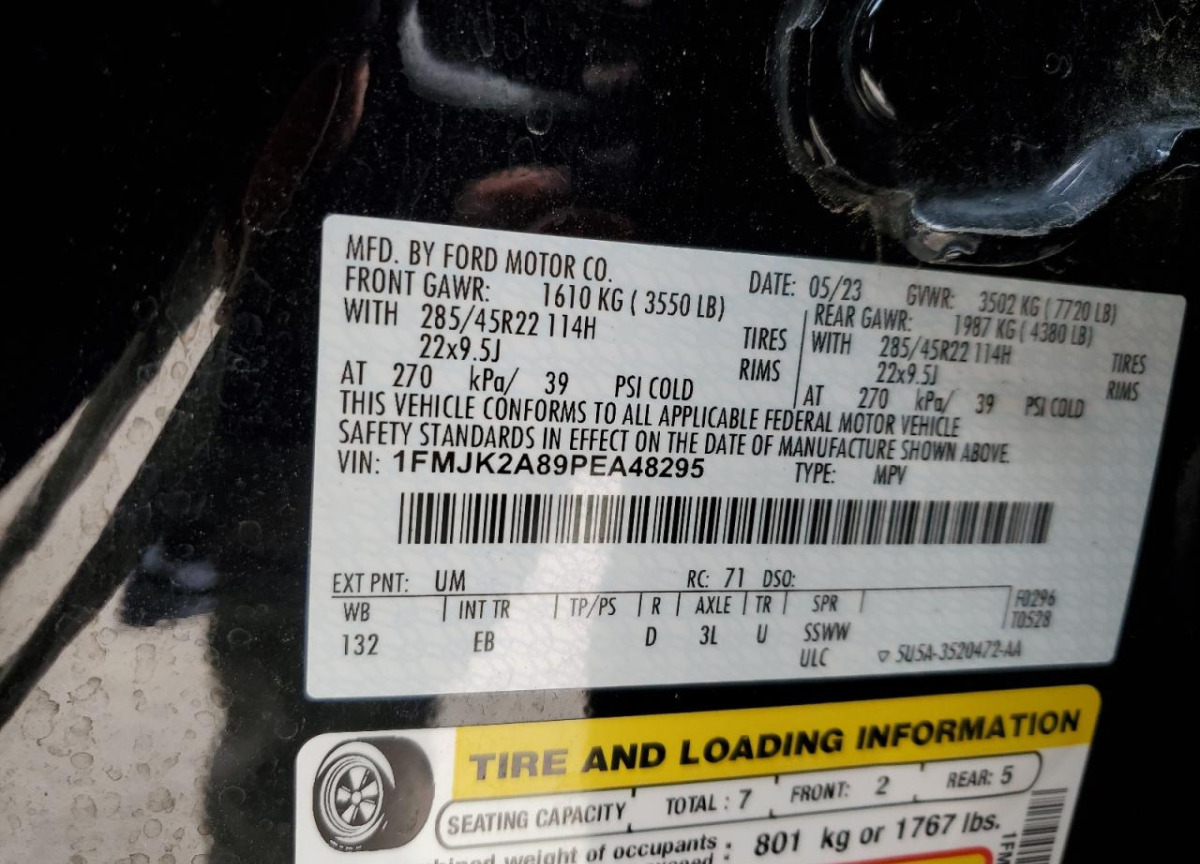 MFD. BY FORD MOTOR CO.
DATE: 05/23 GVWR: 3502 KG ( 7720 LB)
FRONT GAWR: 1610 KG ( 3550 LB)
WITH 285/45R22 114H TIRES
22x9.5J RIMS
AT 270 kPa/ 39 PSI COLD
REAR GAWR: 1987 KG ( 4380 LB)
WITH 285/45R22 114H TIRES
22x9.5J RIMS
AT 270 kPa/ 39 PSI COLD
THIS VEHICLE CONFORMS TO ALL APPLICABLE FEDERAL MOTOR VEHICLE
SAFETY STANDARDS IN EFFECT ON THE DATE OF MANUFACTURE SHOWN ABOVE.
VIN: 1FMJK2A89PEA48295 TYPE: MPV
EXT PNT: UM RC: 71 DSO:
WB INT TR TP/PS R AXLE TR SPR
132 EB D 3L U SSWW
ULC
F0296
T0528
▽ 5U5A-3520472-AA
TIRE AND LOADING INFORMATION
SEATING CAPACITY TOTAL : 7 FRONT: 2 REAR: 5
weight of occupants : 801 kg or 1767 lbs.
1FM